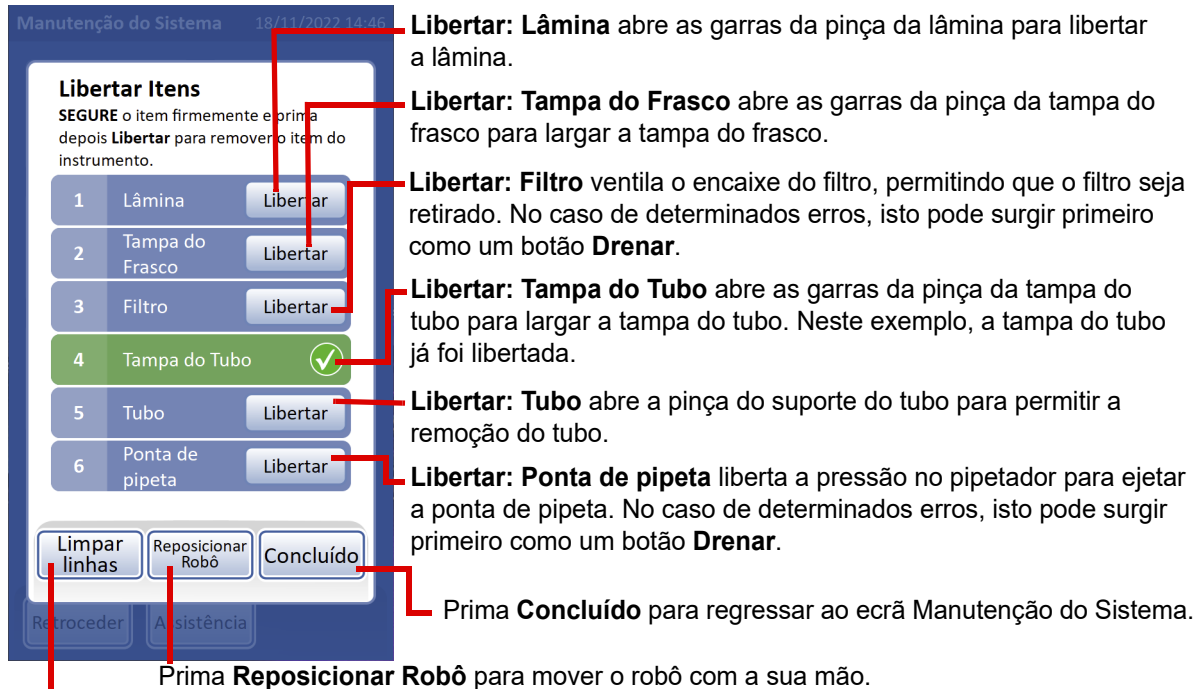 Manutenção do Sistema 18/11/2022 14:46
Libertar Itens
SEGURE o item firmemente e prima
depois Libertar para remover o item do
instrumento.
1 Lâmina Libertar
2 Tampa do
Frasco Libertar
3 Filtro Libertar
4 Tampa do Tubo
5 Tubo Libertar
6 Ponta de
pipeta Libertar
Limpar
linhas
Reposicionar
Robô
Concluído
Retroceder Assistência
Libertar: Lâmina abre as garras da pinça da lâmina para libertar
a lâmina.
Libertar: Tampa do Frasco abre as garras da pinça da tampa do
frasco para largar a tampa do frasco.
Libertar: Filtro ventila o encaixe do filtro, permitindo que o filtro seja
retirado. No caso de determinados erros, isto pode surgir primeiro
como um botão Drenar.
Libertar: Tampa do Tubo abre as garras da pinça da tampa do
tubo para largar a tampa do tubo. Neste exemplo, a tampa do tubo
já foi libertada.
Libertar: Tubo abre a pinça do suporte do tubo para permitir a
remoção do tubo.
Libertar: Ponta de pipeta liberta a pressão no pipetador para ejetar
a ponta de pipeta. No caso de determinados erros, isto pode surgir
primeiro como um botão Drenar.
Prima Concluído para regressar ao ecrã Manutenção do Sistema.
Prima Reposicionar Robô para mover o robô com a sua mão.